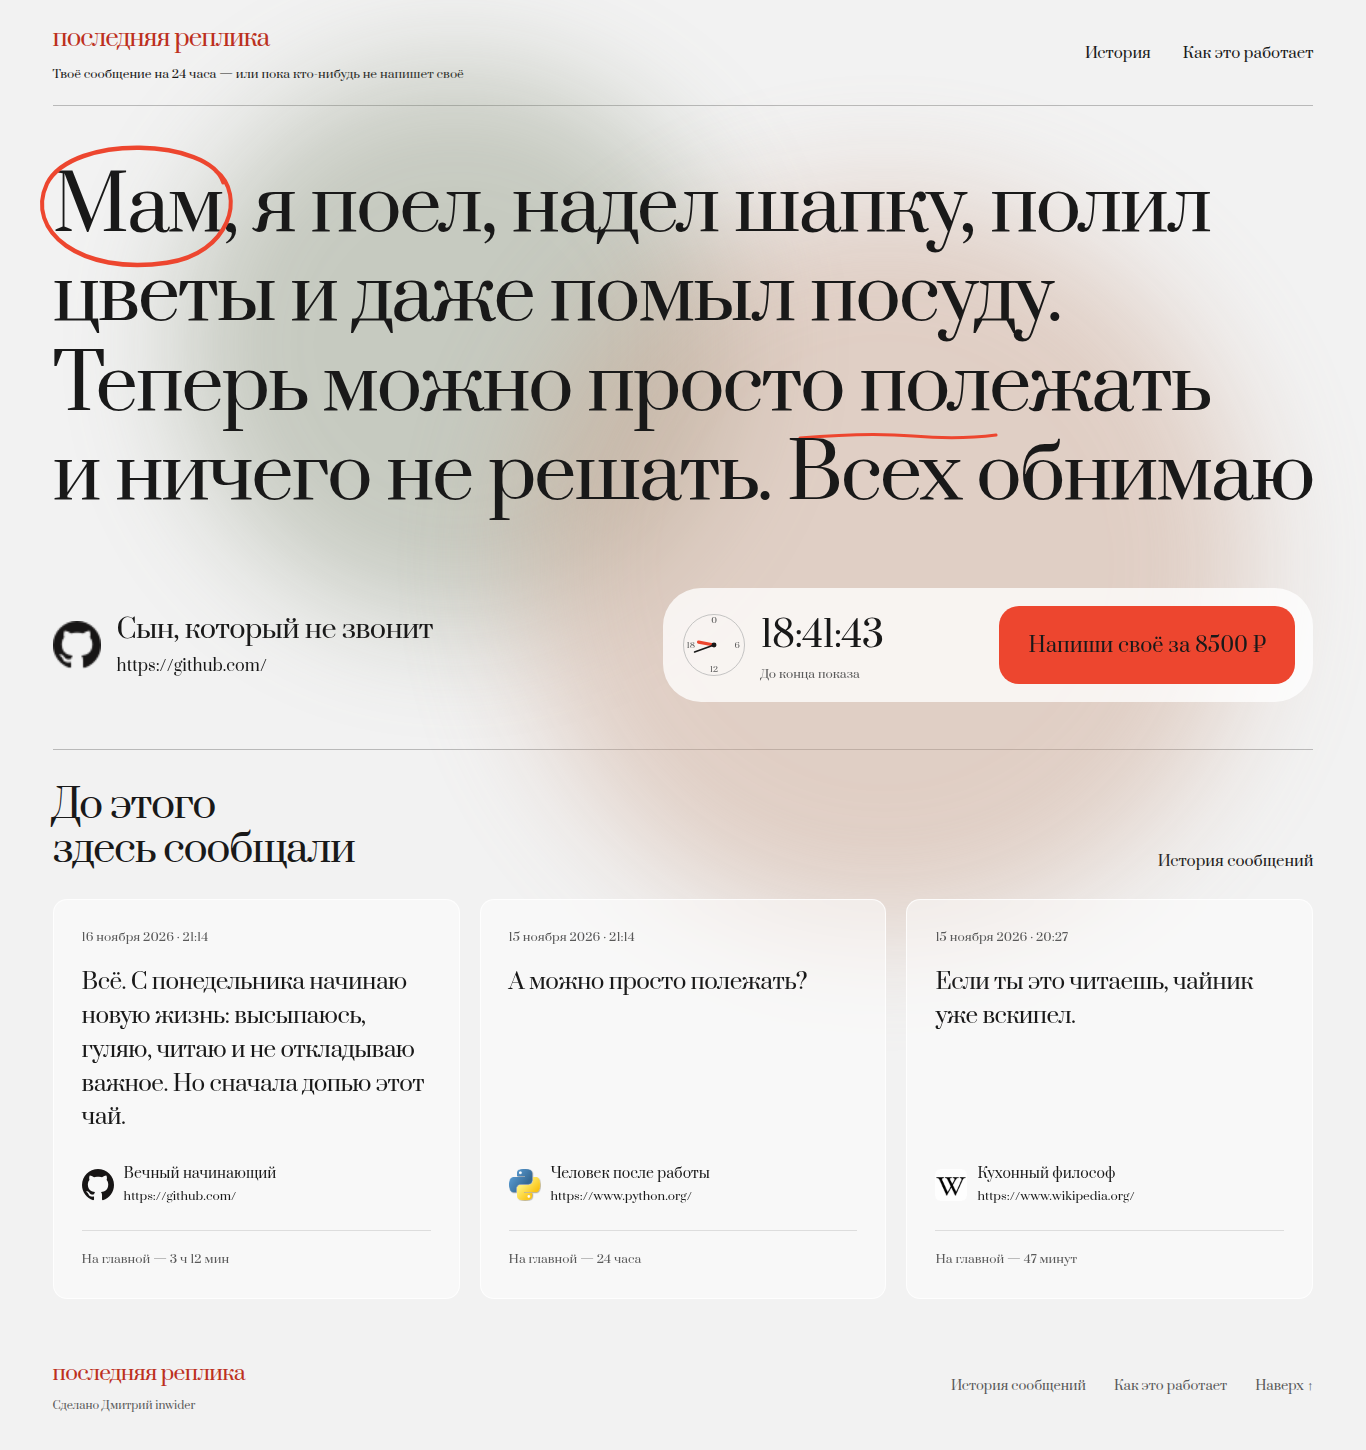 последняя реплика
Твоё сообщение на 24 часа — или пока кто-нибудь не напишет своё
История
Как это работает
Мам, я поел, надел шапку, полил
цветы и даже помыл посуду.
Теперь можно просто полежать
и ничего не решать. Всех обнимаю
Сын, который не звонит
https://github.com/
0
6
12
18
18:41:43
До конца показа
Напиши своё за 8500 ₽
До этого
здесь сообщали
История сообщений
16 ноября 2026 · 21:14
Всё. С понедельника начинаю
новую жизнь: высыпаюсь,
гуляю, читаю и не откладываю
важное. Но сначала допью этот
чай.
Вечный начинающий
https://github.com/
На главной — 3 ч 12 мин
15 ноября 2026 · 21:14
А можно просто полежать?
Человек после работы
https://www.python.org/
На главной — 24 часа
15 ноября 2026 · 20:27
Если ты это читаешь, чайник
уже вскипел.
W
Кухонный философ
https://www.wikipedia.org/
На главной — 47 минут
последняя реплика
Сделано Дмитрий inwider
История сообщений
Как это работает
Наверх ↑